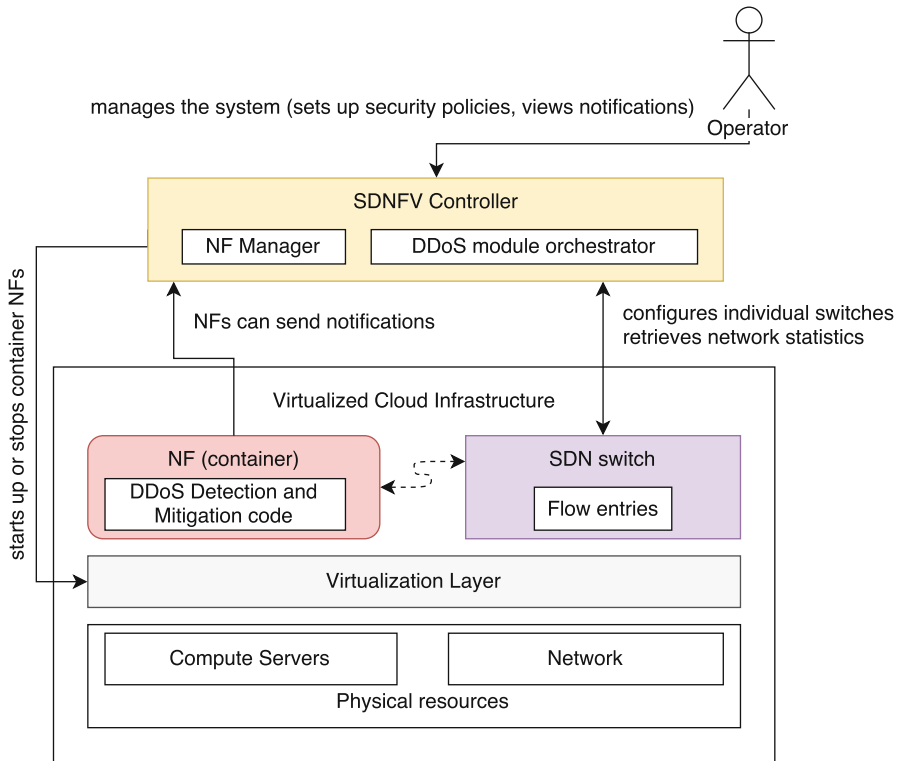 manages the system (sets up security policies, views notifications)
Operator
SDNFV Controller
NF Manager
DDoS module orchestrator
starts up or stops container NFs
NFs can send notifications
configures individual switches
retrieves network statistics
Virtualized Cloud Infrastructure
NF (container)
DDoS Detection and
Mitigation code
SDN switch
Flow entries
Virtualization Layer
Compute Servers
Network
Physical resources